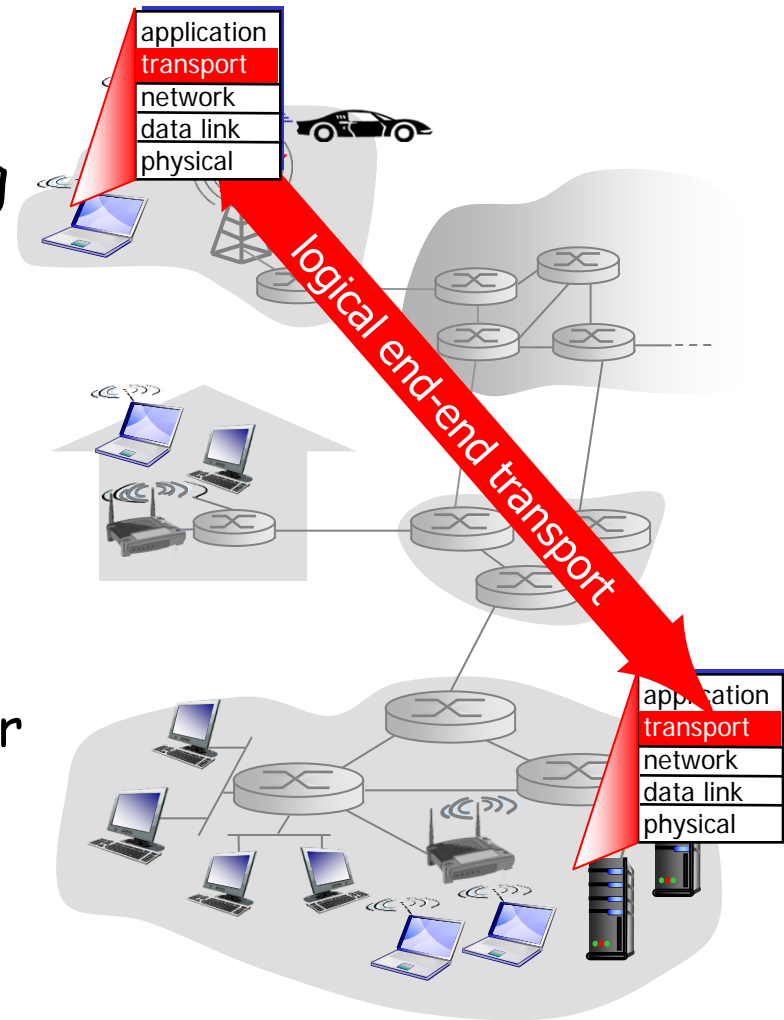 application
transport
network
data link
physical
g
logical end-end transport
r
application
transport
network
data link
physical